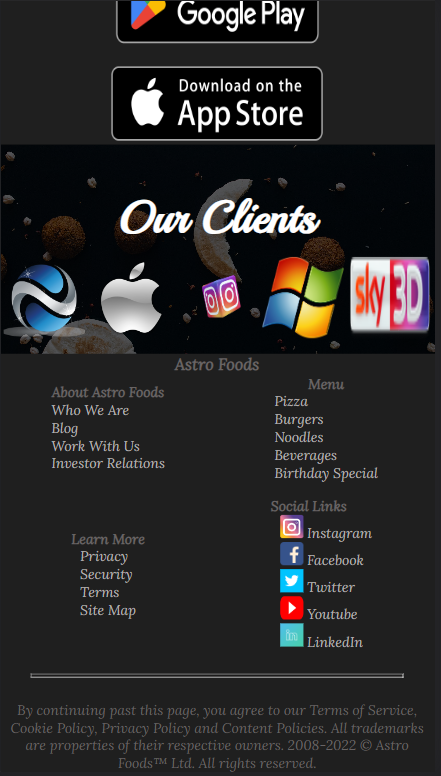 Google Play
Download on the
App Store
Our Clients
sky 3D
Astro Foods
About Astro Foods
Who We Are
Blog
Work With Us
Investor Relations
Menu
Pizza
Burgers
Noodles
Beverages
Birthday Special
Learn More
Privacy
Security
Terms
Site Map
Social Links
Instagram
Facebook
Twitter
Youtube
LinkedIn
By continuing past this page, you agree to our Terms of Service,
Cookie Policy, Privacy Policy and Content Policies. All trademarks
are properties of their respective owners. 2008-2022 © Astro
Foods™ Ltd. All rights reserved.